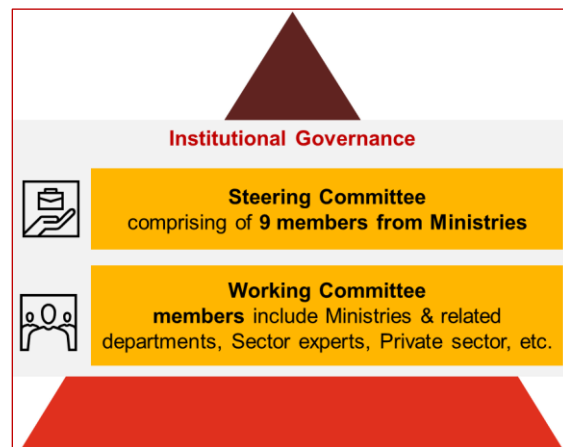 Institutional Governance
Steering Committee
comprising of 9 members from Ministries
Working Committee
members include Ministries & related
departments, Sector experts, Private sector, etc.